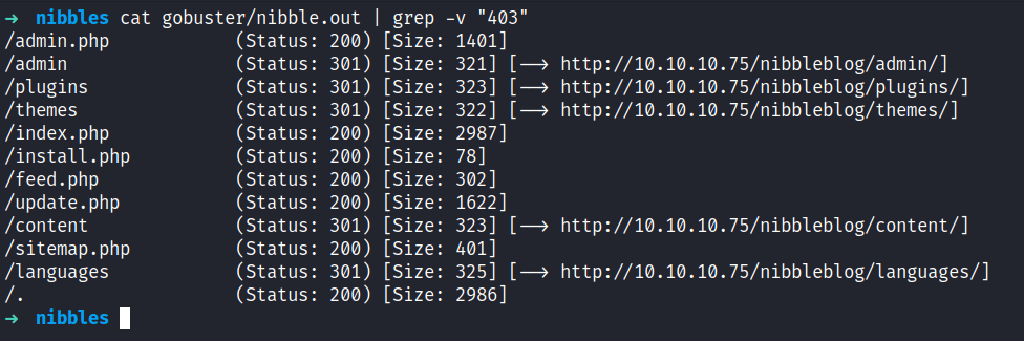 → nibbles cat gobuster/nibble.out | grep -v "403"
/admin.php (Status: 200) [Size: 1401]
/admin (Status: 301) [Size: 321] [--> http://10.10.10.75/nibbleblog/admin/]
/plugins (Status: 301) [Size: 323] [--> http://10.10.10.75/nibbleblog/plugins/]
/themes (Status: 301) [Size: 322] [--> http://10.10.10.75/nibbleblog/themes/]
/index.php (Status: 200) [Size: 2987]
/install.php (Status: 200) [Size: 78]
/feed.php (Status: 200) [Size: 302]
/update.php (Status: 200) [Size: 1622]
/content (Status: 301) [Size: 323] [--> http://10.10.10.75/nibbleblog/content/]
/sitemap.php (Status: 200) [Size: 401]
/languages (Status: 301) [Size: 325] [--> http://10.10.10.75/nibbleblog/languages/]
/. (Status: 200) [Size: 2986]
→ nibbles